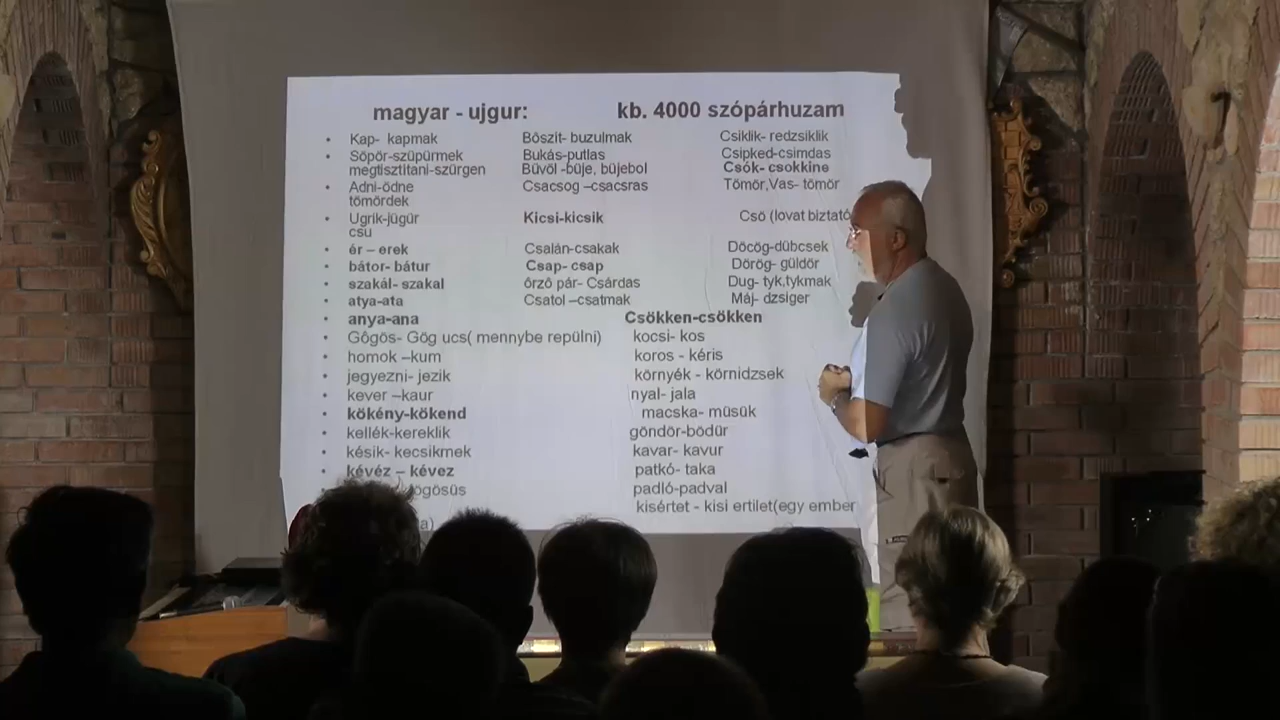 magyar - ujgur: kb. 4000 szópárhuzam
• Kap- kapmak Bőszit- buzulmak Csiklik- redzsiklik
• Söpör-szüpürmek Bukás-putlas Csipked-csimdas
megtisztítani-szürgen Bűvöl -büje, büjebol Csók- csokkine
• Adni-ödne Csacsog –csacsras Tömör,Vas- tömör
tömördek
• Ugrik-jügür Kicsi-kicsik Csö (lovat biztató
csu
• ér – erek Csalán-csakak Döcög-dübcsek
• bátor- bátur Csap- csap Dörög- güldör
• szakál- szakal őrző pár- Csárdas Dug- tyk,tykmak
• atya-ata Csatol –csatmak Máj- dzsiger
• anya-ana Csökken-csökken
• Gőgös- Gög ucs( mennybe repülni) kocsi- kos
• homok –kum koros - kéris
• jegyezni- jezik környék - körnidzsek
• kever –kaur nyal- jala
• kökény-kökend macska- müsük
• kellék-kereklik göndör-bödür
• késik- kecsikmek kavar- kavur
• kévéz – kévez patkó- taka
ögösüs padló-padval
kisértet - kisi ertilet(egy ember
a)